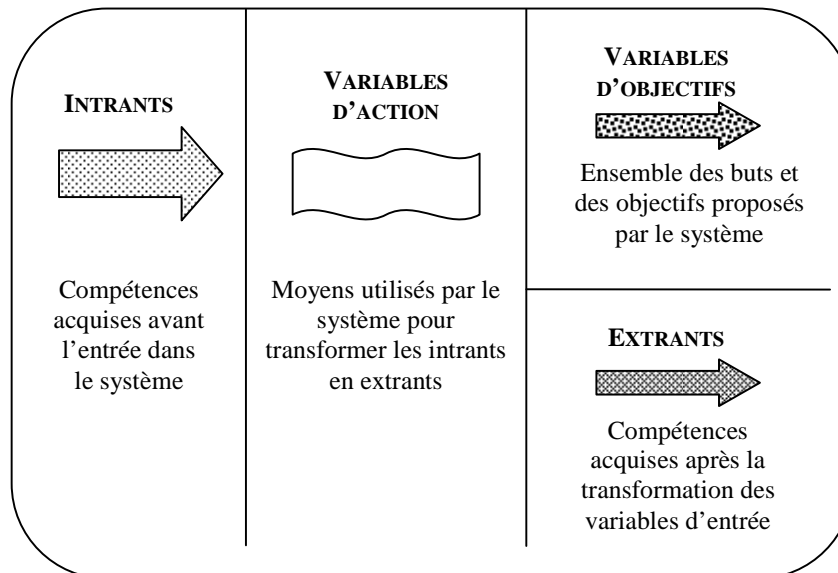 INTRANTS
Compétences
acquises avant
l’entrée dans
le système
VARIABLES
D’ACTION
Moyens utilisés par le
système pour
transformer les intrants
en extrants
VARIABLES
D’OBJECTIFS
Ensemble des buts et
des objectifs proposés
par le système
EXTRANTS
Compétences
acquises après la
transformation des
variables d’entrée